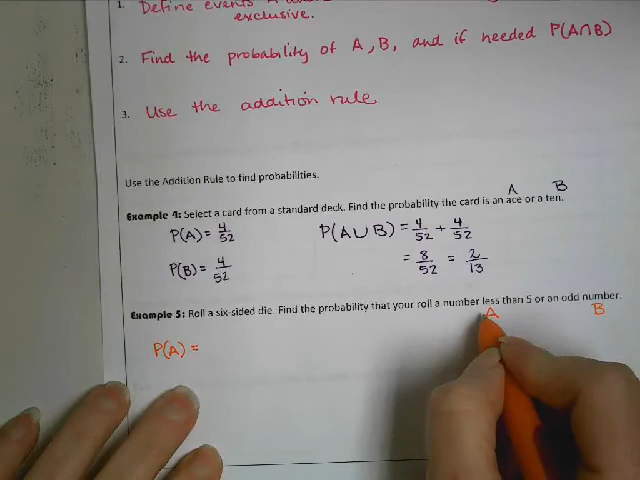 1. Define events A
exclusive.
2. Find the probability of A, B, and if needed P(A∩B)
3. Use the addition rule
Use the Addition Rule to find probabilities.
A B
Example 4: Select a card from a standard deck. Find the probability the card is an ace or a ten.
P(A) = 4/52 P(A∪B) = 4/52 + 4/52
P(B) = 4/52 = 8/52 = 2/13
Example 5: Roll a six-sided die. Find the probability that your roll a number less than 5 or an odd number.
A B
P(A) =